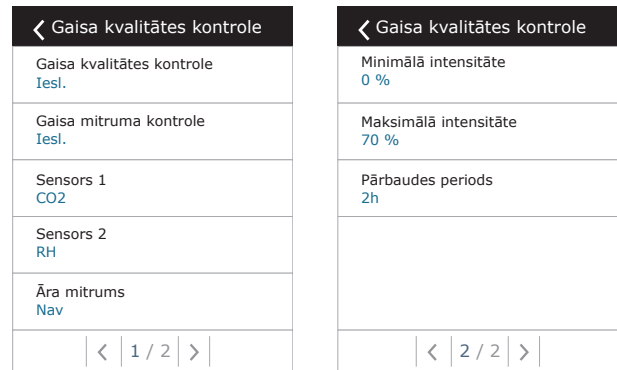 Gaisa kvalitātes kontrole
Gaisa kvalitātes kontrole
Iesl.
Gaisa mitruma kontrole
Iesl.
Sensors 1
CO2
Sensors 2
RH
Āra mitrums
Nav
1 / 2
Gaisa kvalitātes kontrole
Minimālā intensitāte
0 %
Maksimālā intensitāte
70 %
Pārbaudes periods
2h
2 / 2